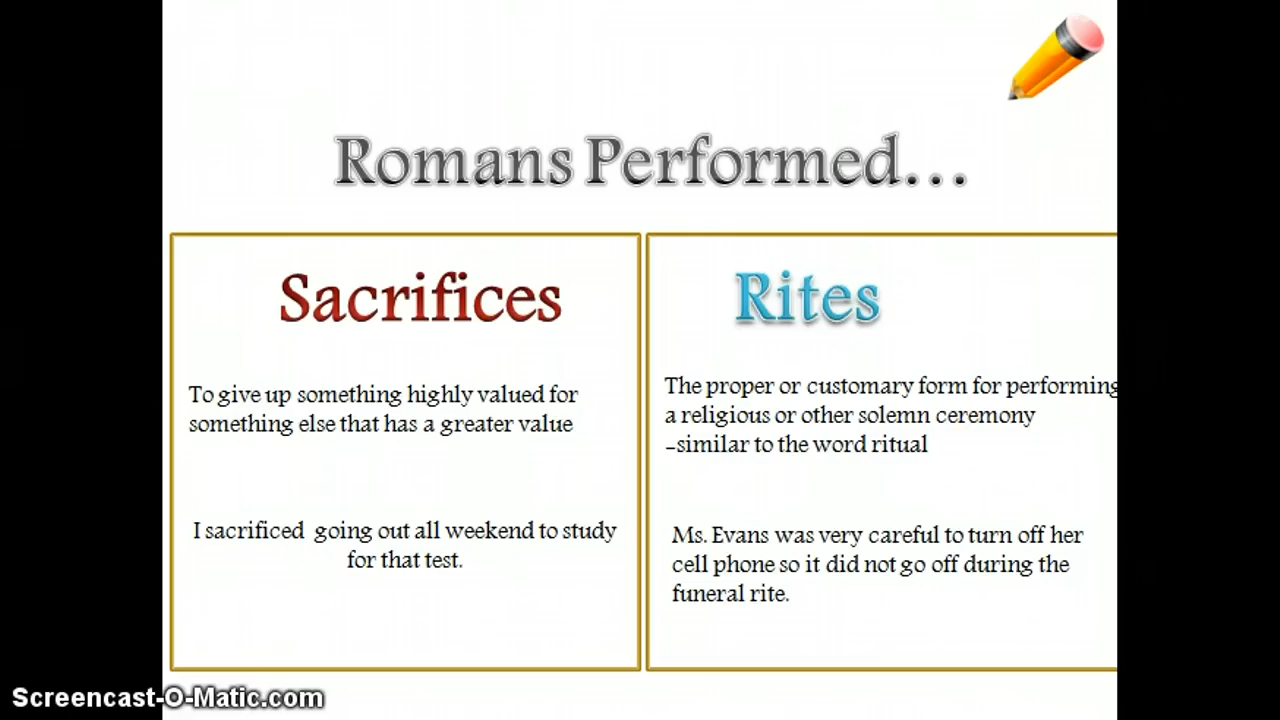 Romans Performed...
Sacrifices
To give up something highly valued for
something else that has a greater value
I sacrificed going out all weekend to study
for that test.
Rites
The proper or customary form for performing
a religious or other solemn ceremony
-similar to the word ritual
Ms. Evans was very careful to turn off her
cell phone so it did not go off during the
funeral rite.
Screencast-O-Matic.com